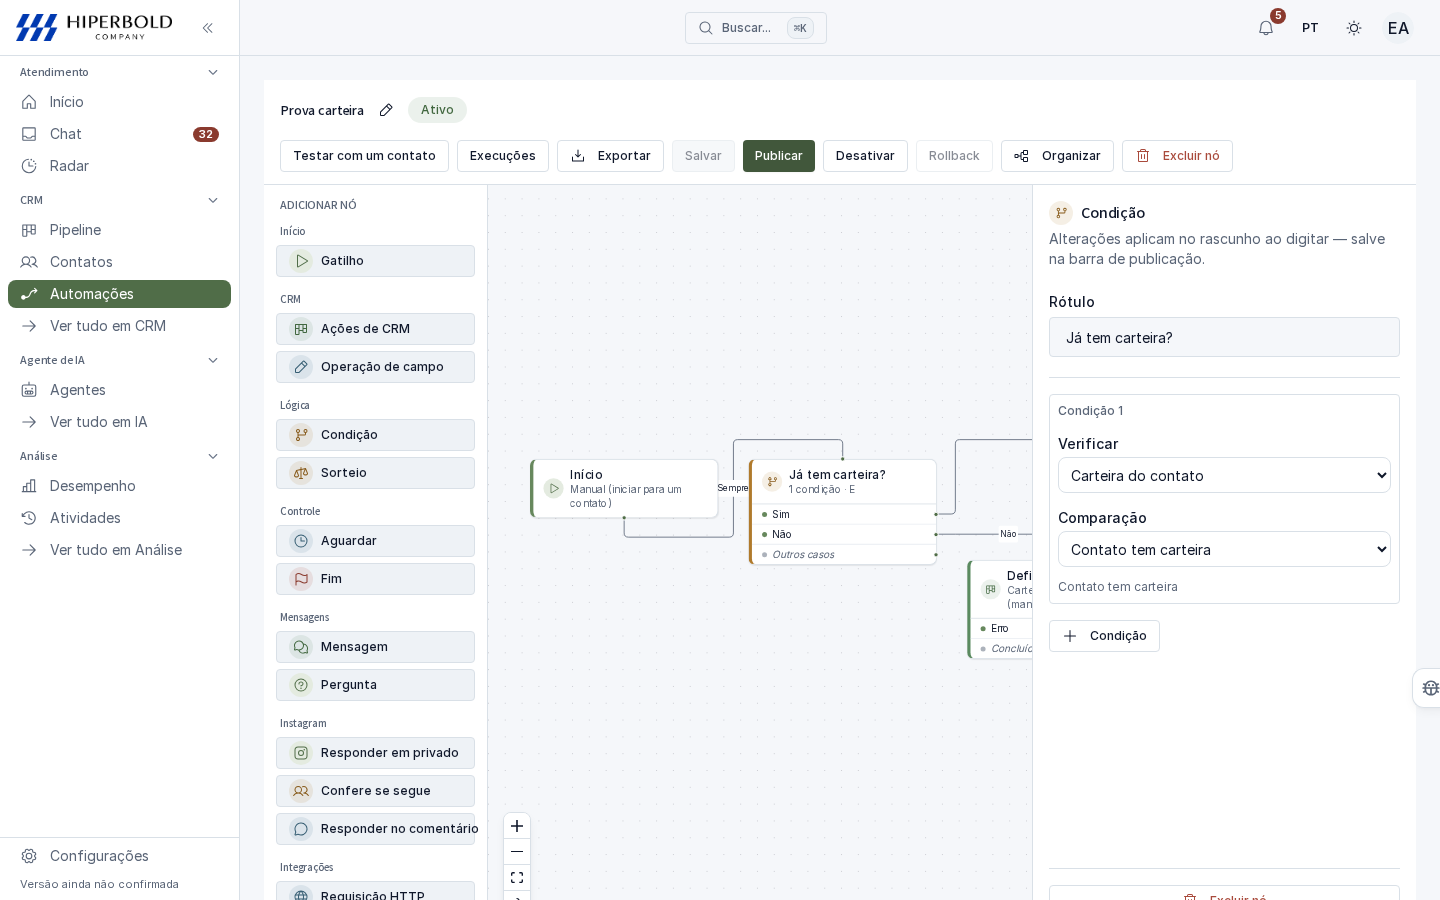 HIPERBOLD
COMPANY
Buscar...
⌘K
5
PT
EA
Atendimento
Início
Chat
32
Radar
CRM
Pipeline
Contatos
Automações
Ver tudo em CRM
Agente de IA
Agentes
Ver tudo em IA
Análise
Desempenho
Atividades
Ver tudo em Análise
Configurações
Versão ainda não confirmada
Prova carteira
Ativo
Testar com um contato
Execuções
Exportar
Salvar
Publicar
Desativar
Rollback
Organizar
Excluir nó
ADICIONAR NÓ
Início
Gatilho
CRM
Ações de CRM
Operação de campo
Lógica
Condição
Sorteio
Controle
Aguardar
Fim
Mensagens
Mensagem
Pergunta
Instagram
Responder em privado
Confere se segue
Responder no comentário
Integrações
Requisição HTTP
Início
Manual (iniciar para um
contato)
Sempre
Já tem carteira?
1 condição · E
Sim
Não
Outros casos
Não
Defi
Carte
(man
Erro
Concluíd
Condição
Alterações aplicam no rascunho ao digitar — salve
na barra de publicação.
Rótulo
Já tem carteira?
Condição 1
Verificar
Carteira do contato
Comparação
Contato tem carteira
Contato tem carteira
Condição
Excluir nó